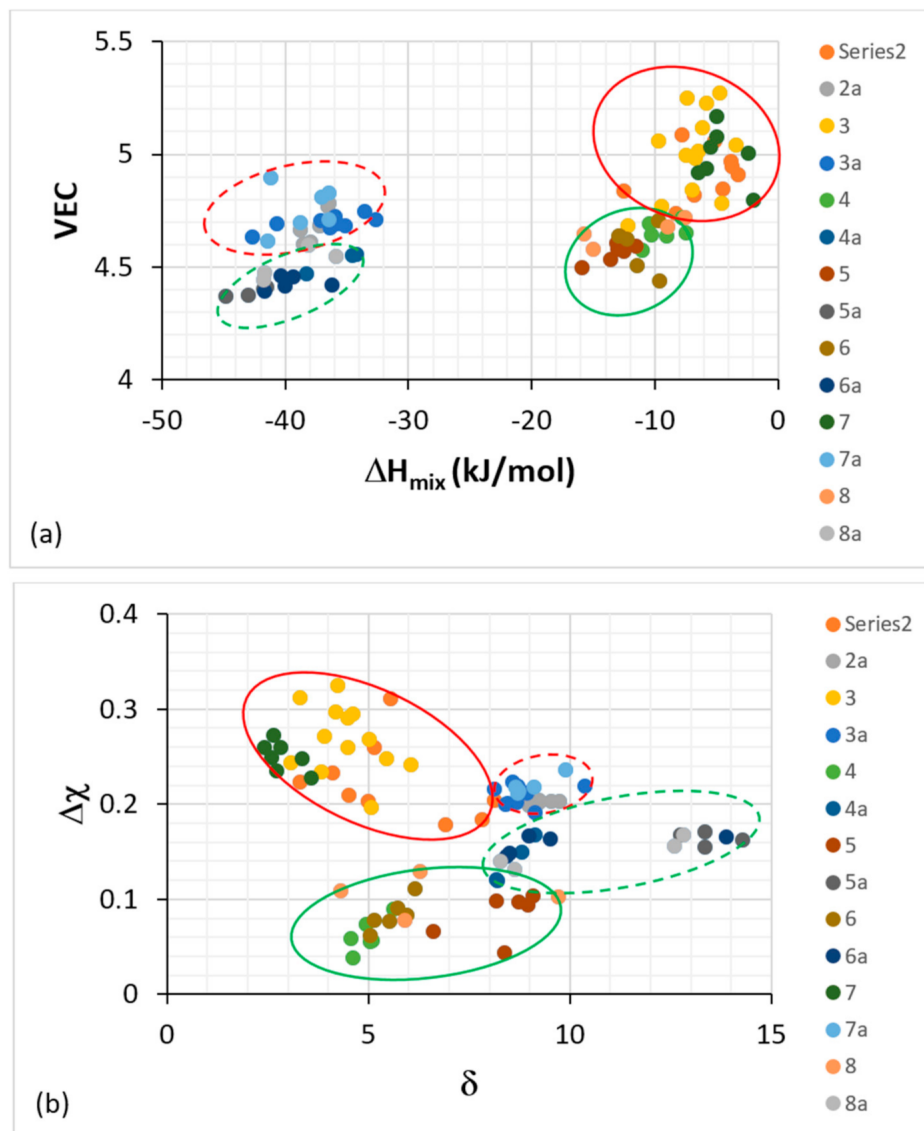 5.5
5
4.5
4
VEC
-50
-40
-30
-20
-10
0
ΔHmix (kJ/mol)
(a)
Series2
2a
3
3a
4
4a
5
5a
6
6a
7
7a
8
8a
0.4
0.3
0.2
0.1
0
Δχ
0
5
10
15
δ
(b)
Series2
2a
3
3a
4
4a
5
5a
6
6a
7
7a
8
8a